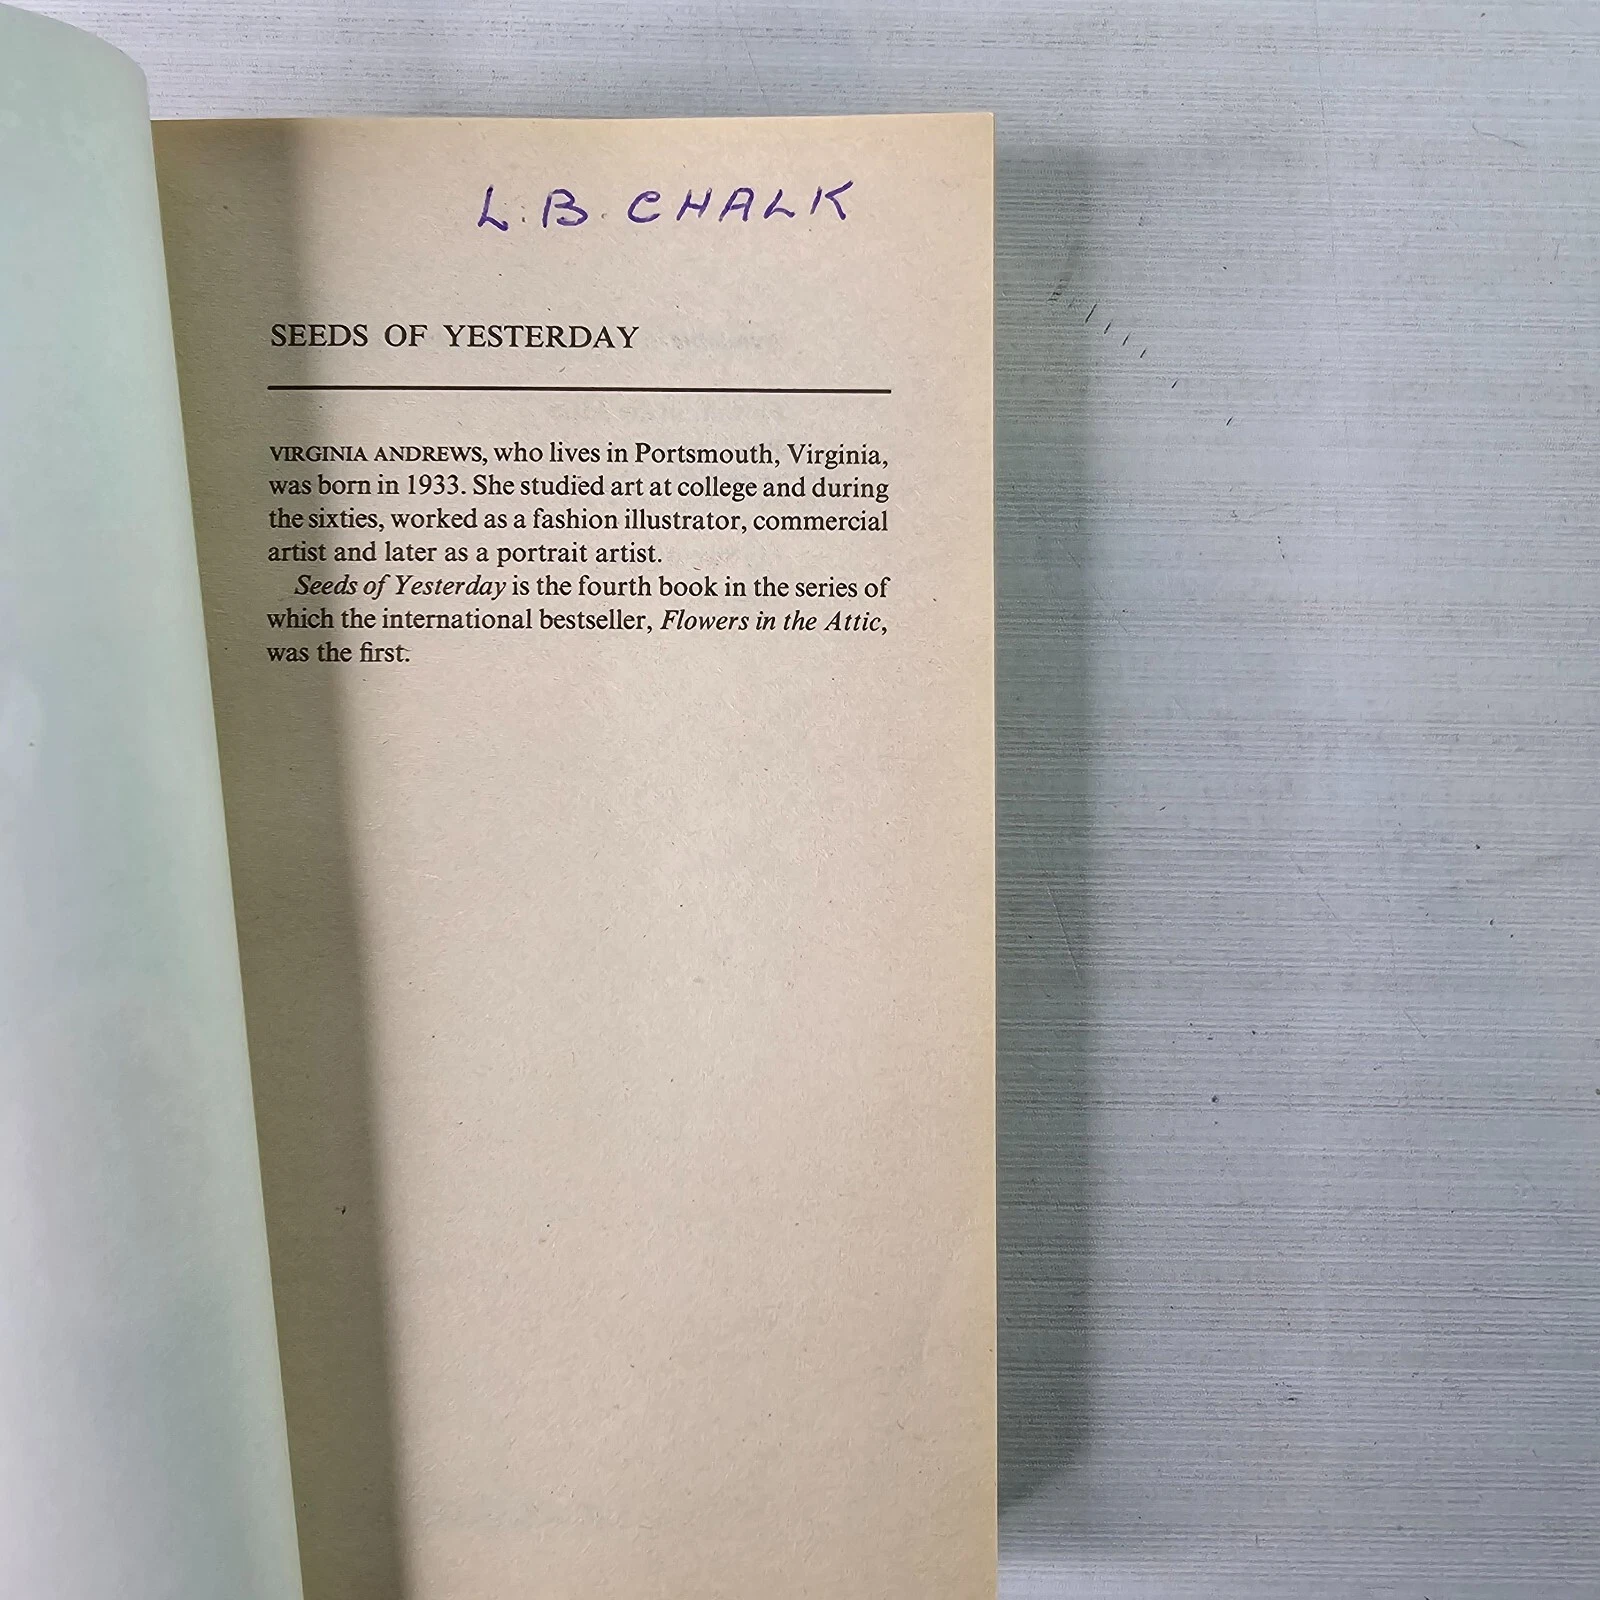 L. B. CHALK
SEEDS OF YESTERDAY
VIRGINIA ANDREWS, who lives in Portsmouth, Virginia,
was born in 1933. She studied art at college and during
the sixties, worked as a fashion illustrator, commercial
artist and later as a portrait artist.
Seeds of Yesterday is the fourth book in the series of
which the international bestseller, Flowers in the Attic,
was the first.